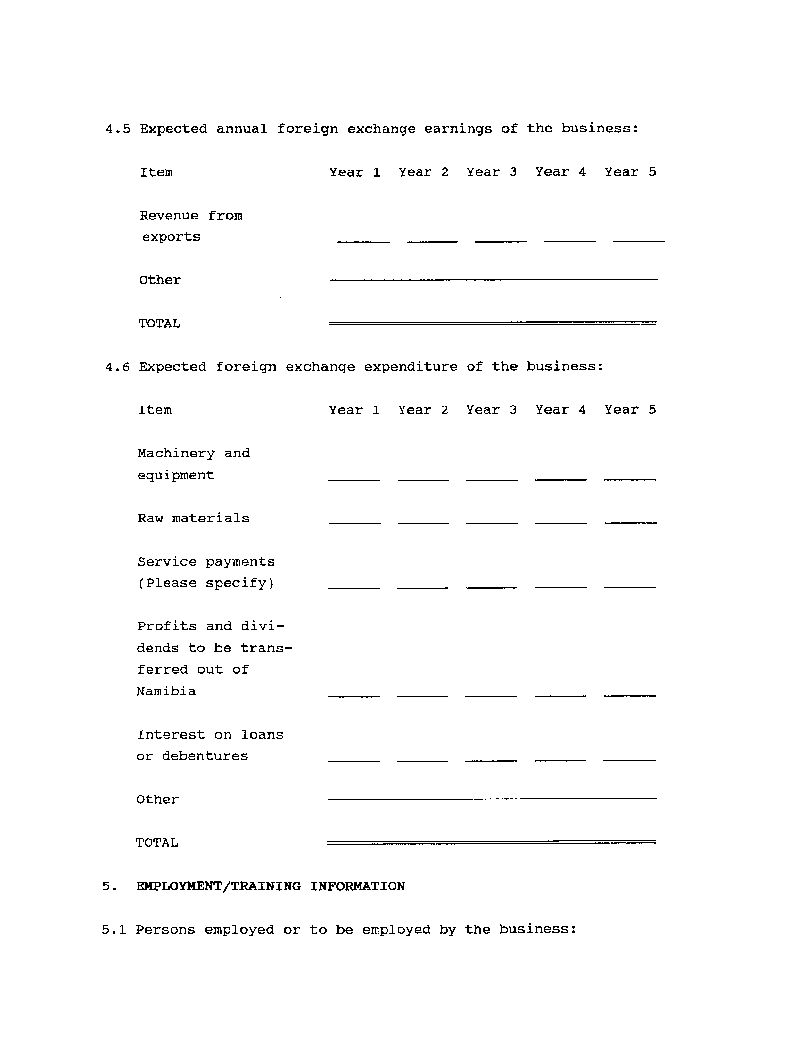 4.5 Expected annual foreign exchange earnings of the business:
Item Year 1 Year 2 Year 3 Year 4 Year 5
Revenue from
exports
Other
TOTAL
4.6 Expected foreign exchange expenditure of the business:
Item Year 1 Year 2 Year 3 Year 4 Year 5
Machinery and
equipment
Raw materials
Service payments
(Please specify)
Profits and divi-
dends to be trans-
ferred out of
Namibia
Interest on loans
or debentures
Other
TOTAL
5. EMPLOYMENT/TRAINING INFORMATION
5.1 Persons employed or to be employed by the business: